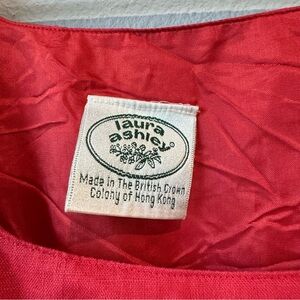 laura
ashley®
Made in The British Crown
Colony of Hong Kong